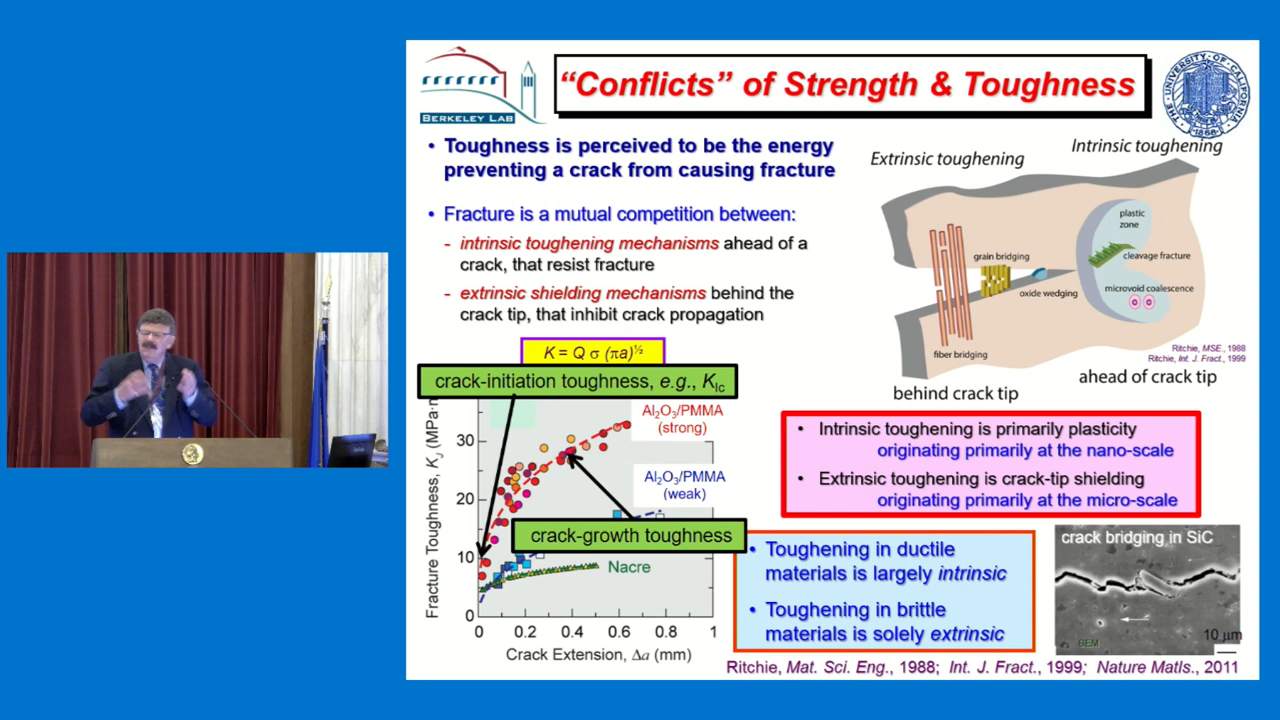 BERKELEY LAB
“Conflicts” of Strength & Toughness
THE UNIVERSITY OF CALIFORNIA
1868
• Toughness is perceived to be the energy
preventing a crack from causing fracture
• Fracture is a mutual competition between:
- intrinsic toughening mechanisms ahead of a
crack, that resist fracture
- extrinsic shielding mechanisms behind the
crack tip, that inhibit crack propagation
K = Q σ (πa)½
crack-initiation toughness, e.g., KIc
Al2O3/PMMA
(strong)
Al2O3/PMMA
(weak)
crack-growth toughness
Nacre
Fracture Toughness, KJ (MPa·
30
20
10
0
0 0.2 0.4 0.6 0.8 1
Crack Extension, Δa (mm)
Extrinsic toughening
Intrinsic toughening
plastic
zone
grain bridging
cleavage fracture
oxide wedging
microvoid coalescence
fiber bridging
Ritchie, MSE., 1988
Ritchie, Int. J. Fract., 1999
behind crack tip
ahead of crack tip
• Intrinsic toughening is primarily plasticity
originating primarily at the nano-scale
• Extrinsic toughening is crack-tip shielding
originating primarily at the micro-scale
• Toughening in ductile
materials is largely intrinsic
• Toughening in brittle
materials is solely extrinsic
crack bridging in SiC
SEM
10 μm
Ritchie, Mat. Sci. Eng., 1988; Int. J. Fract., 1999; Nature Matls., 2011